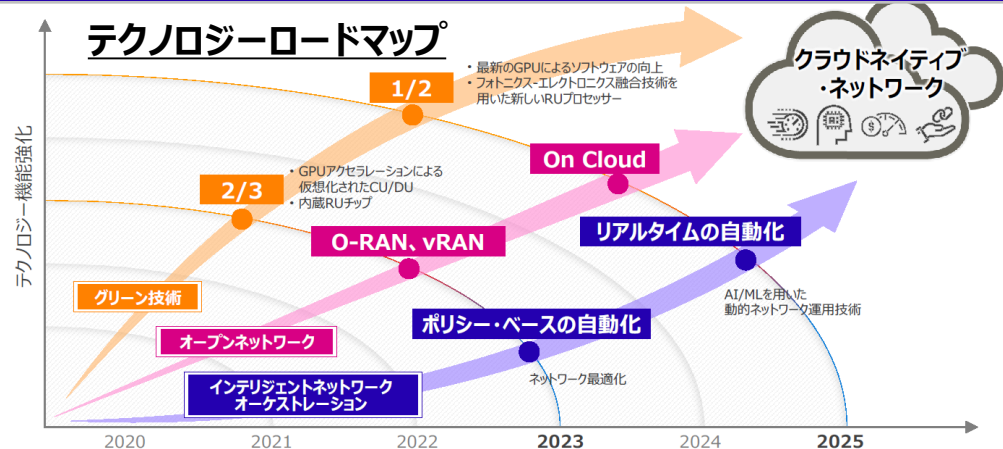 テクノロジーロードマップ
クラウドネイティブ
・ネットワーク
AI
$
テクノロジー機能強化
1/2
・最新のGPUによるソフトウェアの向上
・フォトニクス-エレクトロニクス融合技術を
用いた新しいRUプロセッサー
2/3
・GPUアクセラレーションによる
仮想化されたCU/DU
・内蔵RUチップ
On Cloud
O-RAN、vRAN
リアルタイムの自動化
AI/MLを用いた
動的ネットワーク運用技術
ポリシー・ベースの自動化
ネットワーク最適化
グリーン技術
オープンネットワーク
インテリジェントネットワーク
オーケストレーション
2020 2021 2022 2023 2024 2025